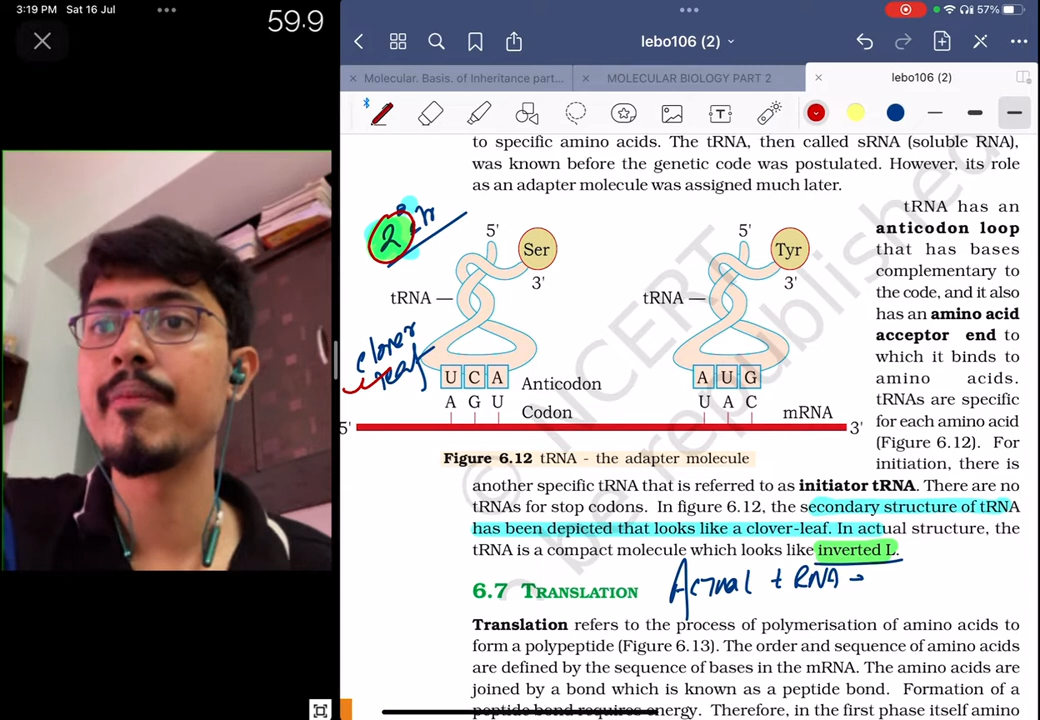 3:19 PM Sat 16 Jul
59.9
57%
lebo106 (2)
Molecular. Basis. of Inheritance part...
MOLECULAR BIOLOGY PART 2
lebo106 (2)
to specific amino acids. The tRNA, then called sRNA (soluble RNA),
was known before the genetic code was postulated. However, its role
as an adapter molecule was assigned much later.
tRNA has an
anticodon loop
that has bases
complementary to
the code, and it also
has an amino acid
acceptor end to
which it binds to
amino acids.
tRNAs are specific
for each amino acid
(Figure 6.12). For
initiation, there is
2
5'
Ser
3'
tRNA
clover
leaf
U C A
Anticodon
A G U
Codon
5'
Tyr
3'
tRNA
A U G
U A C
mRNA
5'
3'
Figure 6.12 tRNA - the adapter molecule
another specific tRNA that is referred to as initiator tRNA. There are no
tRNAs for stop codons. In figure 6.12, the secondary structure of tRNA
has been depicted that looks like a clover-leaf. In actual structure, the
tRNA is a compact molecule which looks like inverted L.
6.7 TRANSLATION
Actual tRNA
Translation refers to the process of polymerisation of amino acids to
form a polypeptide (Figure 6.13). The order and sequence of amino acids
are defined by the sequence of bases in the mRNA. The amino acids are
joined by a bond which is known as a peptide bond. Formation of a
peptide bond requires energy. Therefore, in the first phase itself amino
© NCERT
be republished